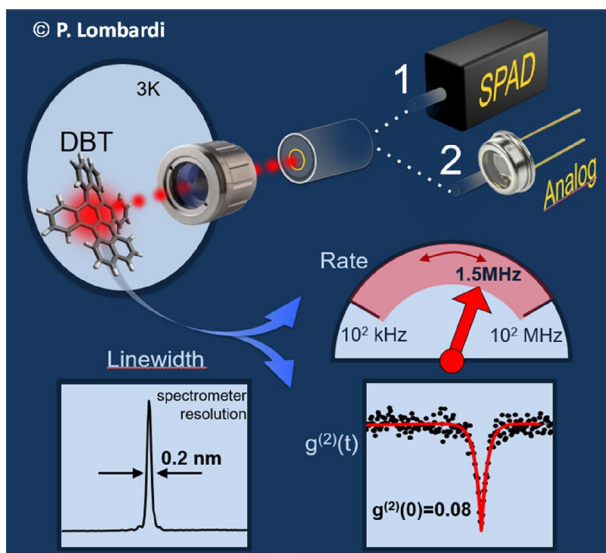 © P. Lombardi
3K
DBT
1
SPAD
2
Analog
Rate
1.5MHz
10² kHz
10² MHz
Linewidth
spectrometer
resolution
0.2 nm
g⁽²⁾(t)
g⁽²⁾(0)=0.08